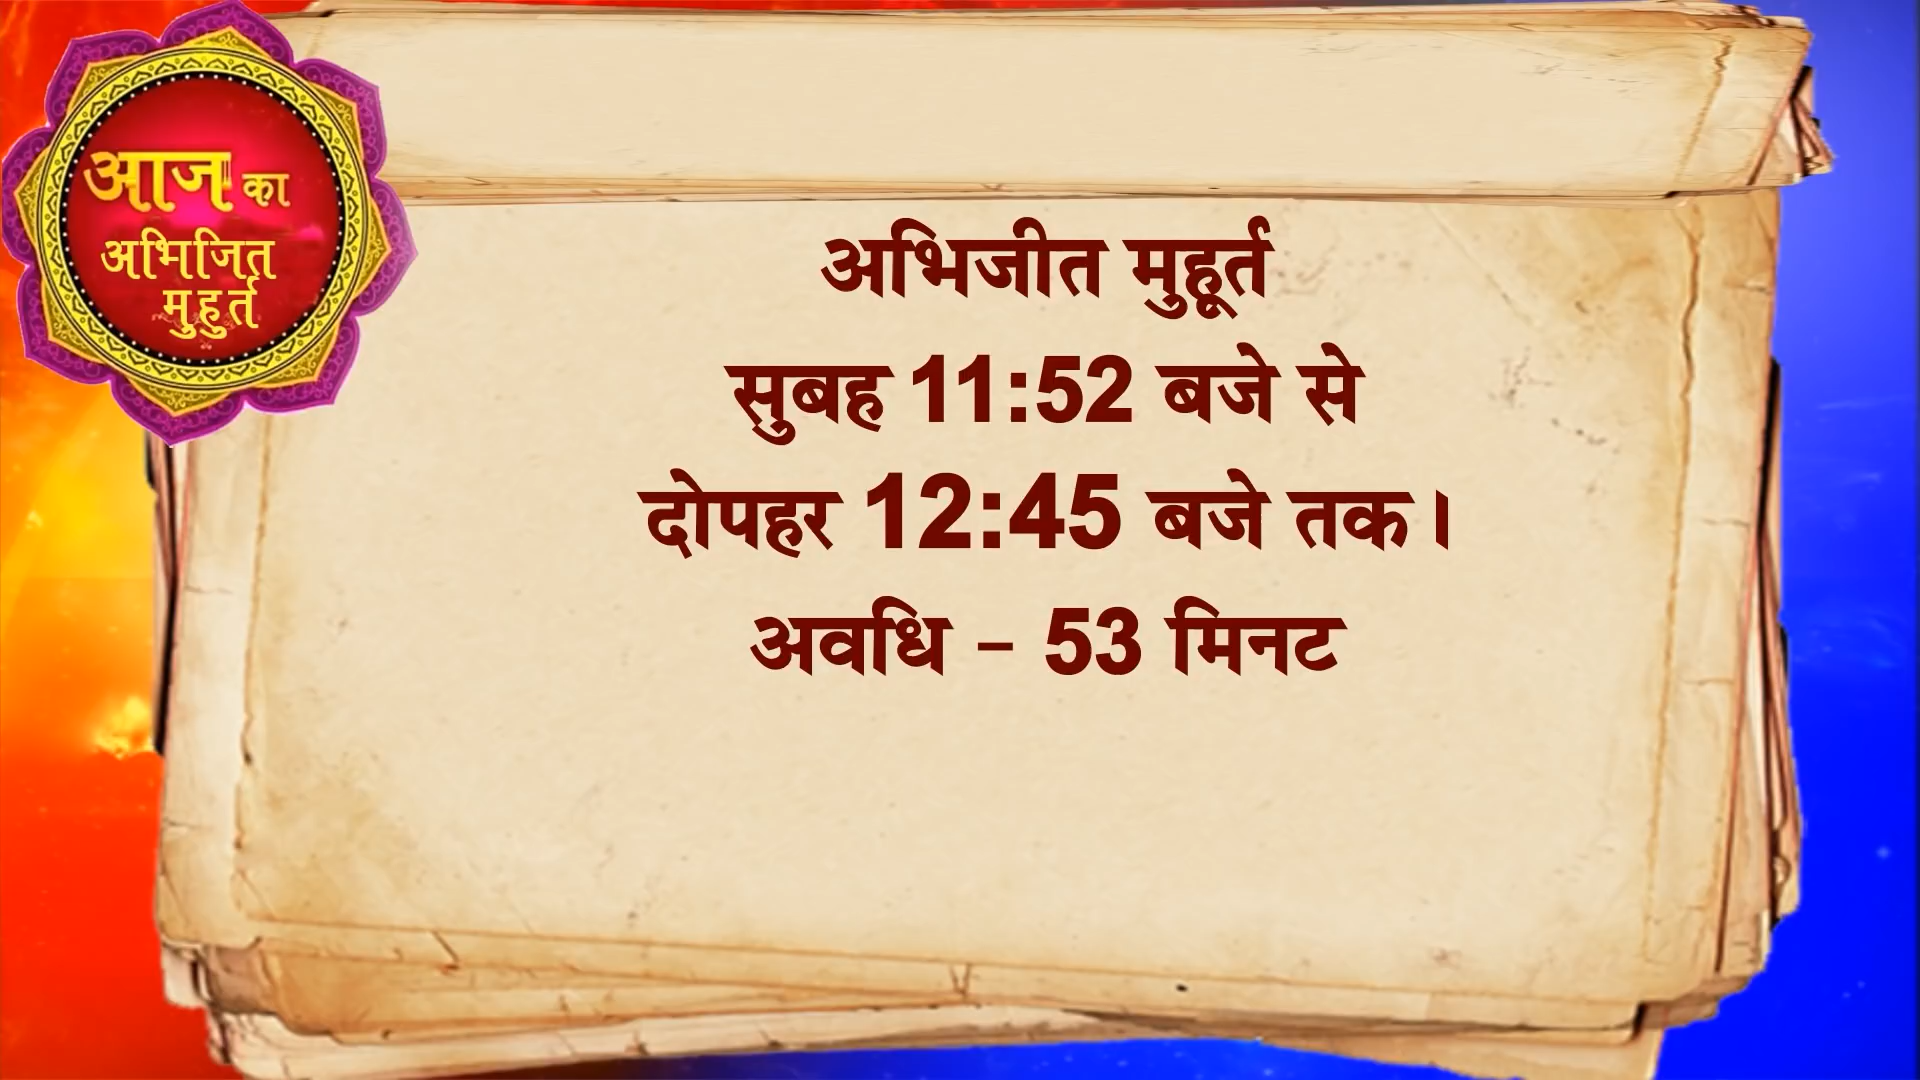 आज का
अभिजित
मुहुर्त
अभिजीत मुहूर्त
सुबह 11:52 बजे से
दोपहर 12:45 बजे तक।
अवधि - 53 मिनट